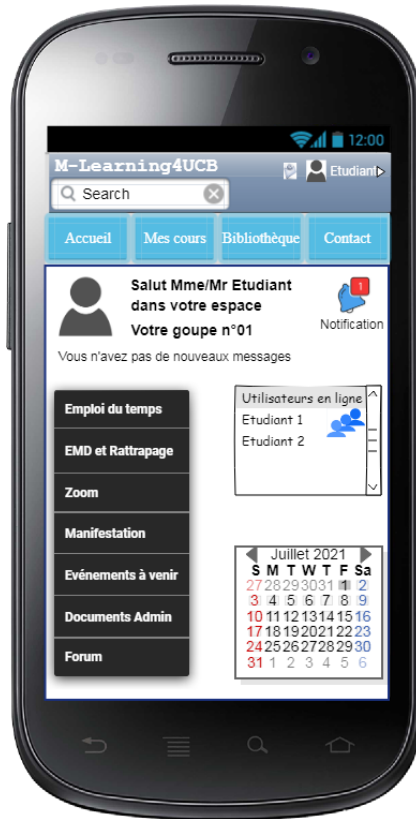 12:00
M-Learning4UCB
Etudiant
Search
Accueil Mes cours Bibliothèque Contact
Salut Mme/Mr Etudiant
dans votre espace
Votre goupe n°01
1
Notification
Vous n'avez pas de nouveaux messages
Emploi du temps
EMD et Rattrapage
Zoom
Manifestation
Evénements à venir
Documents Admin
Forum
Utilisateurs en ligne
Etudiant 1
Etudiant 2
Juillet 2021
S M T W T F Sa
27 28 29 30 31 1 2
3 4 5 6 7 8 9
10 11 12 13 14 15 16
17 18 19 20 21 22 23
24 25 26 27 28 29 30
31 1 2 3 4 5 6